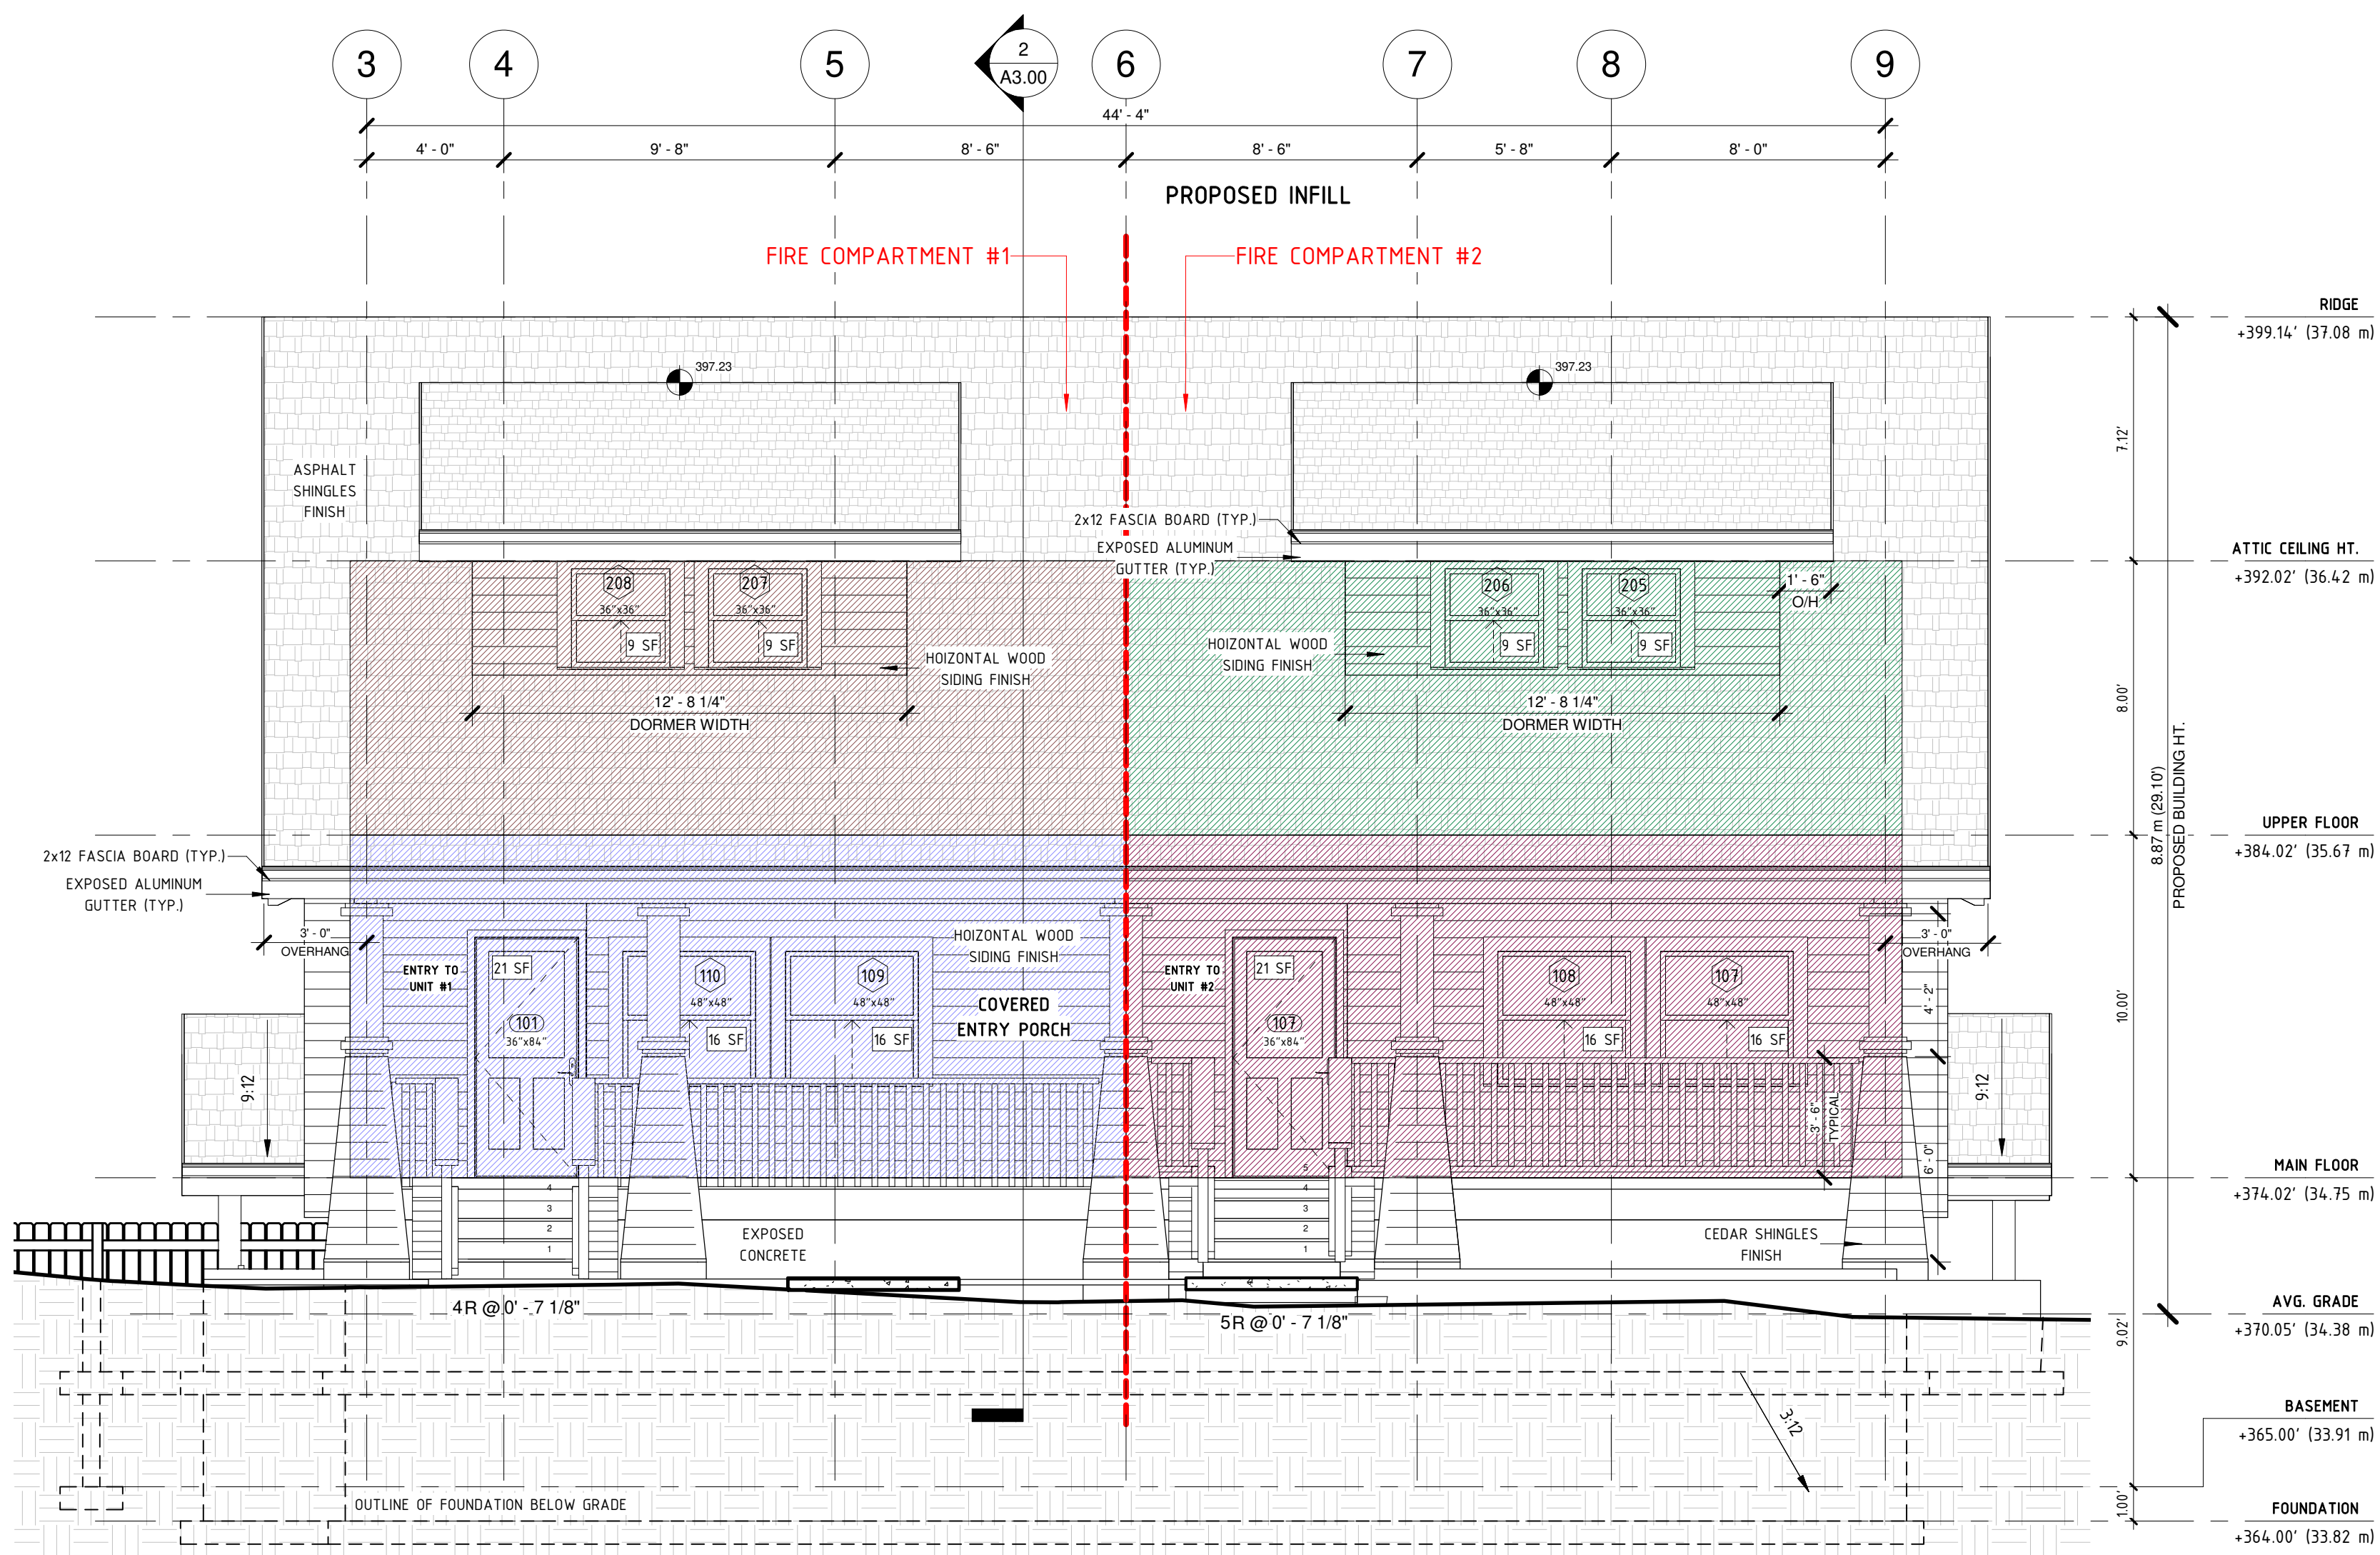 3
4
5
2
A3.00
6
7
8
9
44' - 4"
4' - 0"
9' - 8"
8' - 6"
8' - 6"
5' - 8"
8' - 0"
PROPOSED INFILL
FIRE COMPARTMENT #1
FIRE COMPARTMENT #2
RIDGE
+399.14' (37.08 m)
397.23
397.23
7.12'
ASPHALT
SHINGLES
FINISH
2x12 FASCIA BOARD (TYP.)
EXPOSED ALUMINUM
GUTTER (TYP.)
ATTIC CEILING HT.
+392.02' (36.42 m)
208
36"x36"
9 SF
207
36"x36"
9 SF
206
36"x36"
9 SF
205
36"x36"
9 SF
1' - 6"
O/H
HOIZONTAL WOOD
SIDING FINISH
HOIZONTAL WOOD
SIDING FINISH
12' - 8 1/4"
DORMER WIDTH
12' - 8 1/4"
DORMER WIDTH
8.00'
8.87 m (29.10')
PROPOSED BUILDING HT.
UPPER FLOOR
+384.02' (35.67 m)
2x12 FASCIA BOARD (TYP.)
EXPOSED ALUMINUM
GUTTER (TYP.)
3' - 0"
OVERHANG
3' - 0"
OVERHANG
ENTRY TO
UNIT #1
21 SF
101
36"x84"
110
48"x48"
16 SF
109
48"x48"
16 SF
HOIZONTAL WOOD
SIDING FINISH
COVERED
ENTRY PORCH
ENTRY TO
UNIT #2
21 SF
107
36"x84"
108
48"x48"
16 SF
107
48"x48"
16 SF
4' - 2"
10.00'
3' - 6"
TYPICAL
6' - 0"
9:12
9:12
MAIN FLOOR
+374.02' (34.75 m)
4
3
2
1
5
4
3
2
1
EXPOSED
CONCRETE
CEDAR SHINGLES
FINISH
4R @ 0' - 7 1/8"
5R @ 0' - 7 1/8"
AVG. GRADE
+370.05' (34.38 m)
9.02'
3:12
BASEMENT
+365.00' (33.91 m)
OUTLINE OF FOUNDATION BELOW GRADE
1.00'
FOUNDATION
+364.00' (33.82 m)